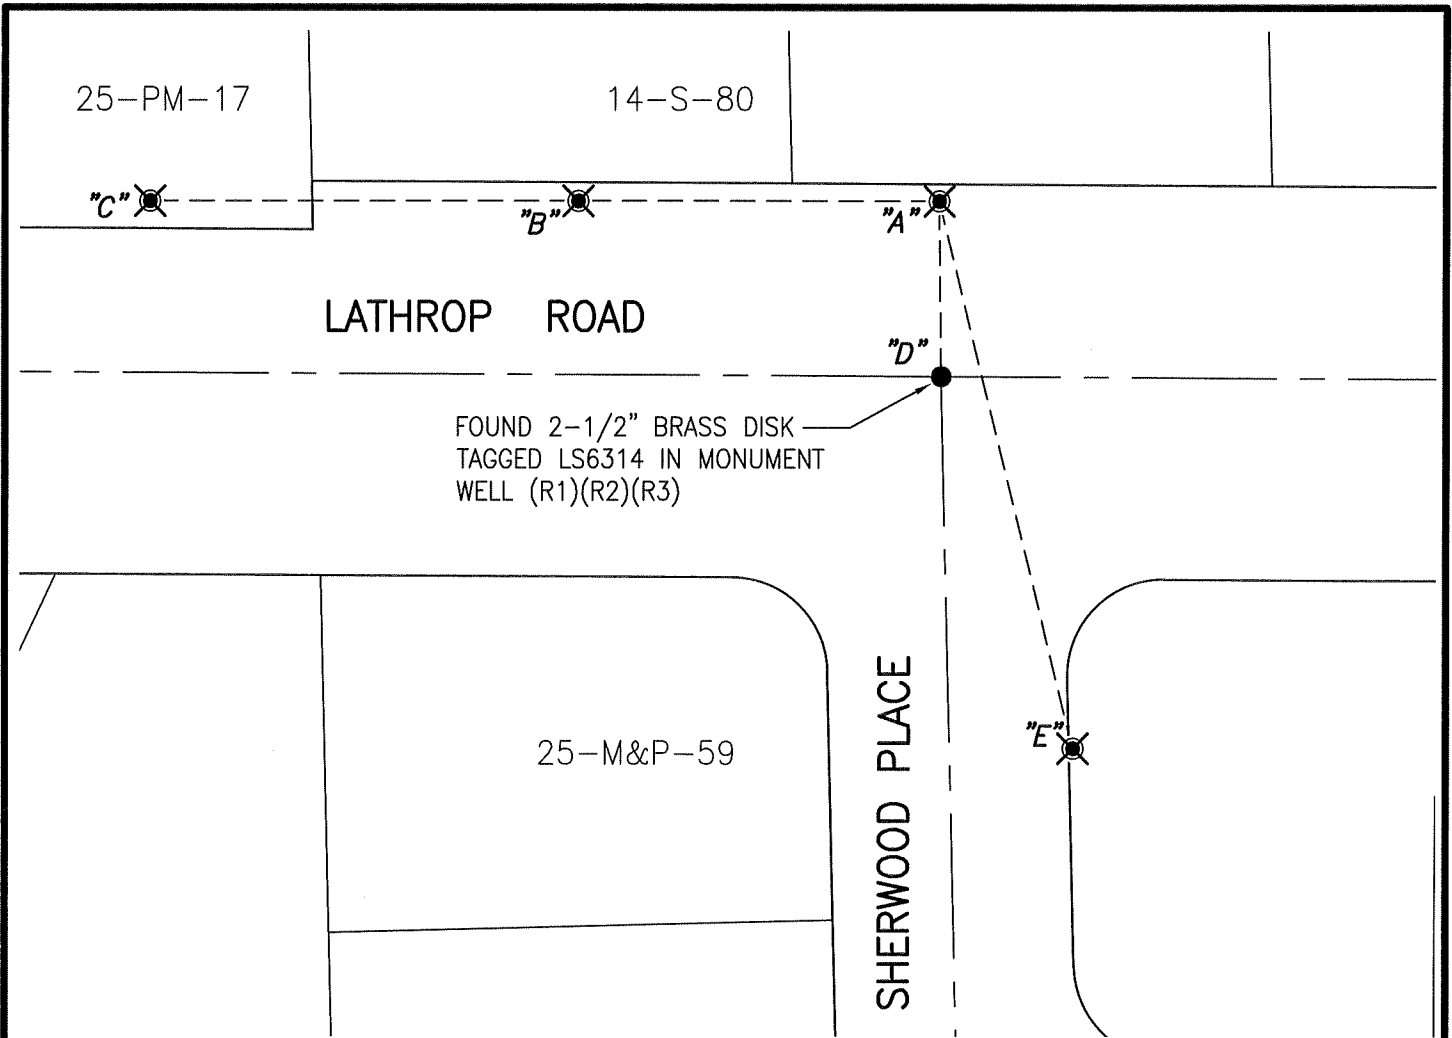 25-PM-17
14-S-80
"C"
"B"
"A"
LATHROP ROAD
"D"
FOUND 2-1/2" BRASS DISK
TAGGED LS6314 IN MONUMENT
WELL (R1)(R2)(R3)
SHERWOOD PLACE
"E"
25-M&P-59